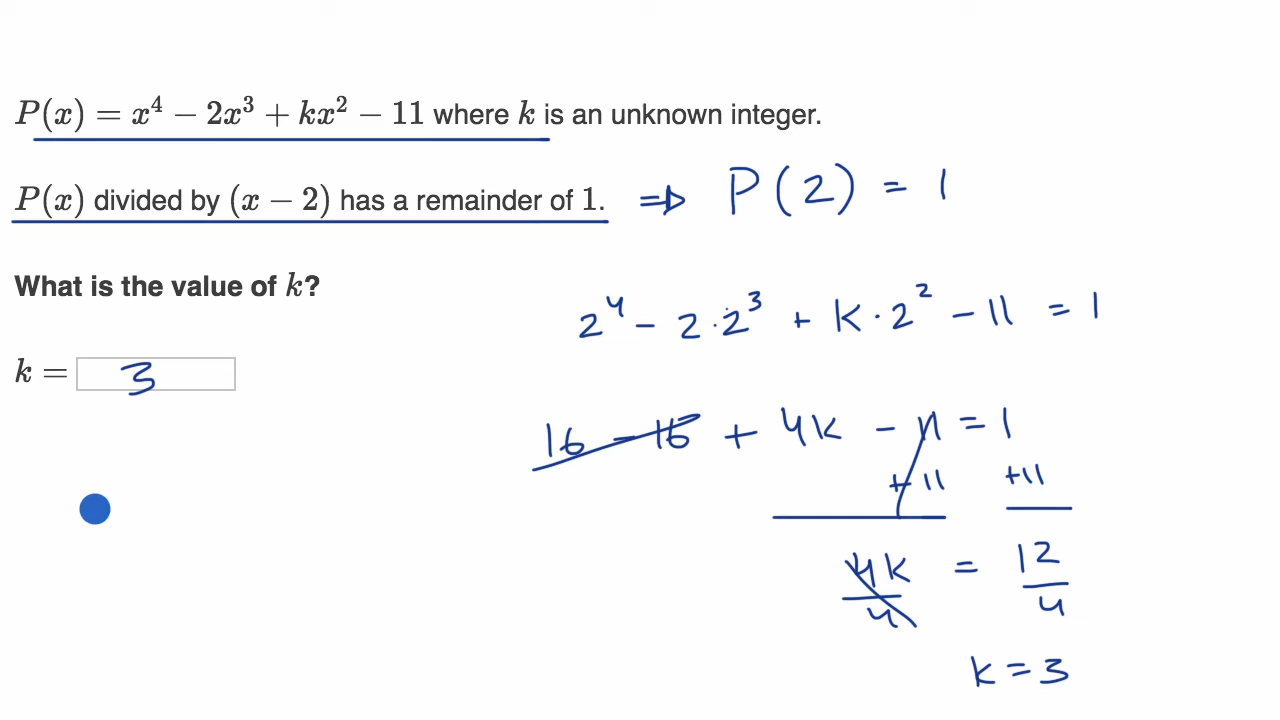 P(x) = x⁴ − 2x³ + kx² − 11 where k is an unknown integer.
P(x) divided by (x − 2) has a remainder of 1. ⇒ P(2) = 1
What is the value of k?
2⁴ − 2 · 2³ + k · 2² − 11 = 1
k = 3
16 − 16 + 4k − 11 = 1
+ 11 +11
4k = 12
4 4
k = 3